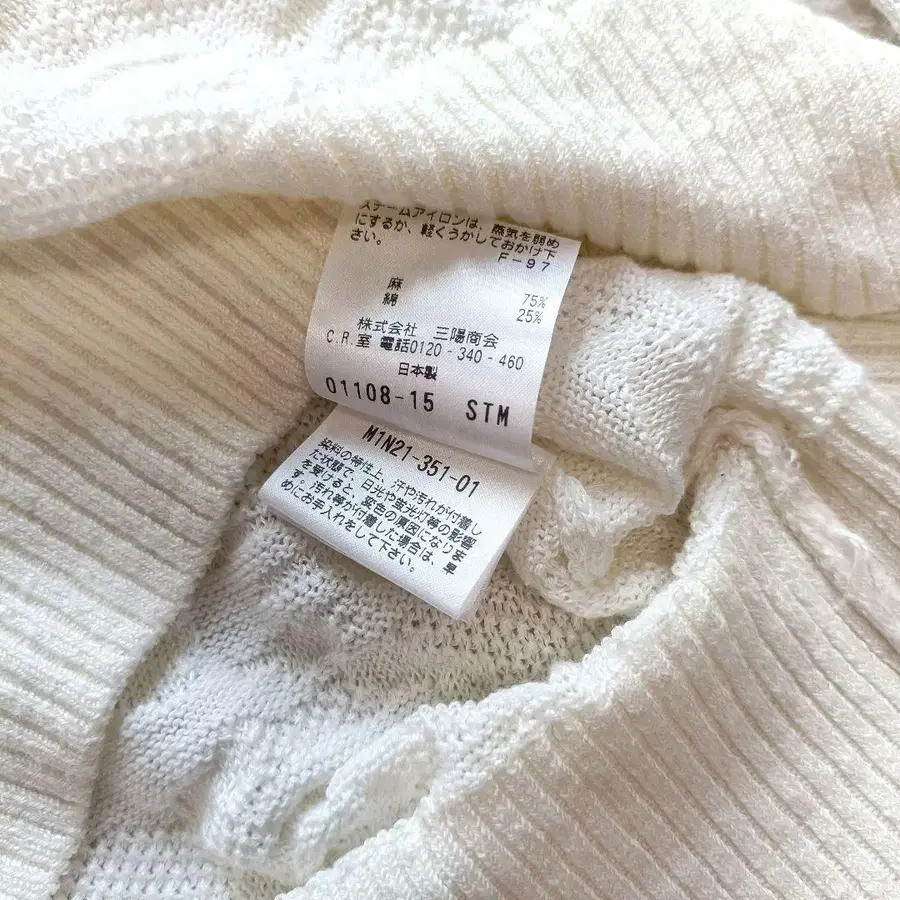 スチームアイロンは、蒸気を弱め
にするか、軽くうかしておかけ下
さい。
F-97
麻 75%
綿 25%
株式会社 三陽商会
C.R.室 電話0120-340-460
日本製
01108-15 STM
M1N21-351-01
染料の特性上、汗や汚れが付着し
た状態で、日光や蛍光灯等の影響
を受けると、変色の原因になりま
す。汚れ等が付着した場合は、早
めにお手入れをして下さい。